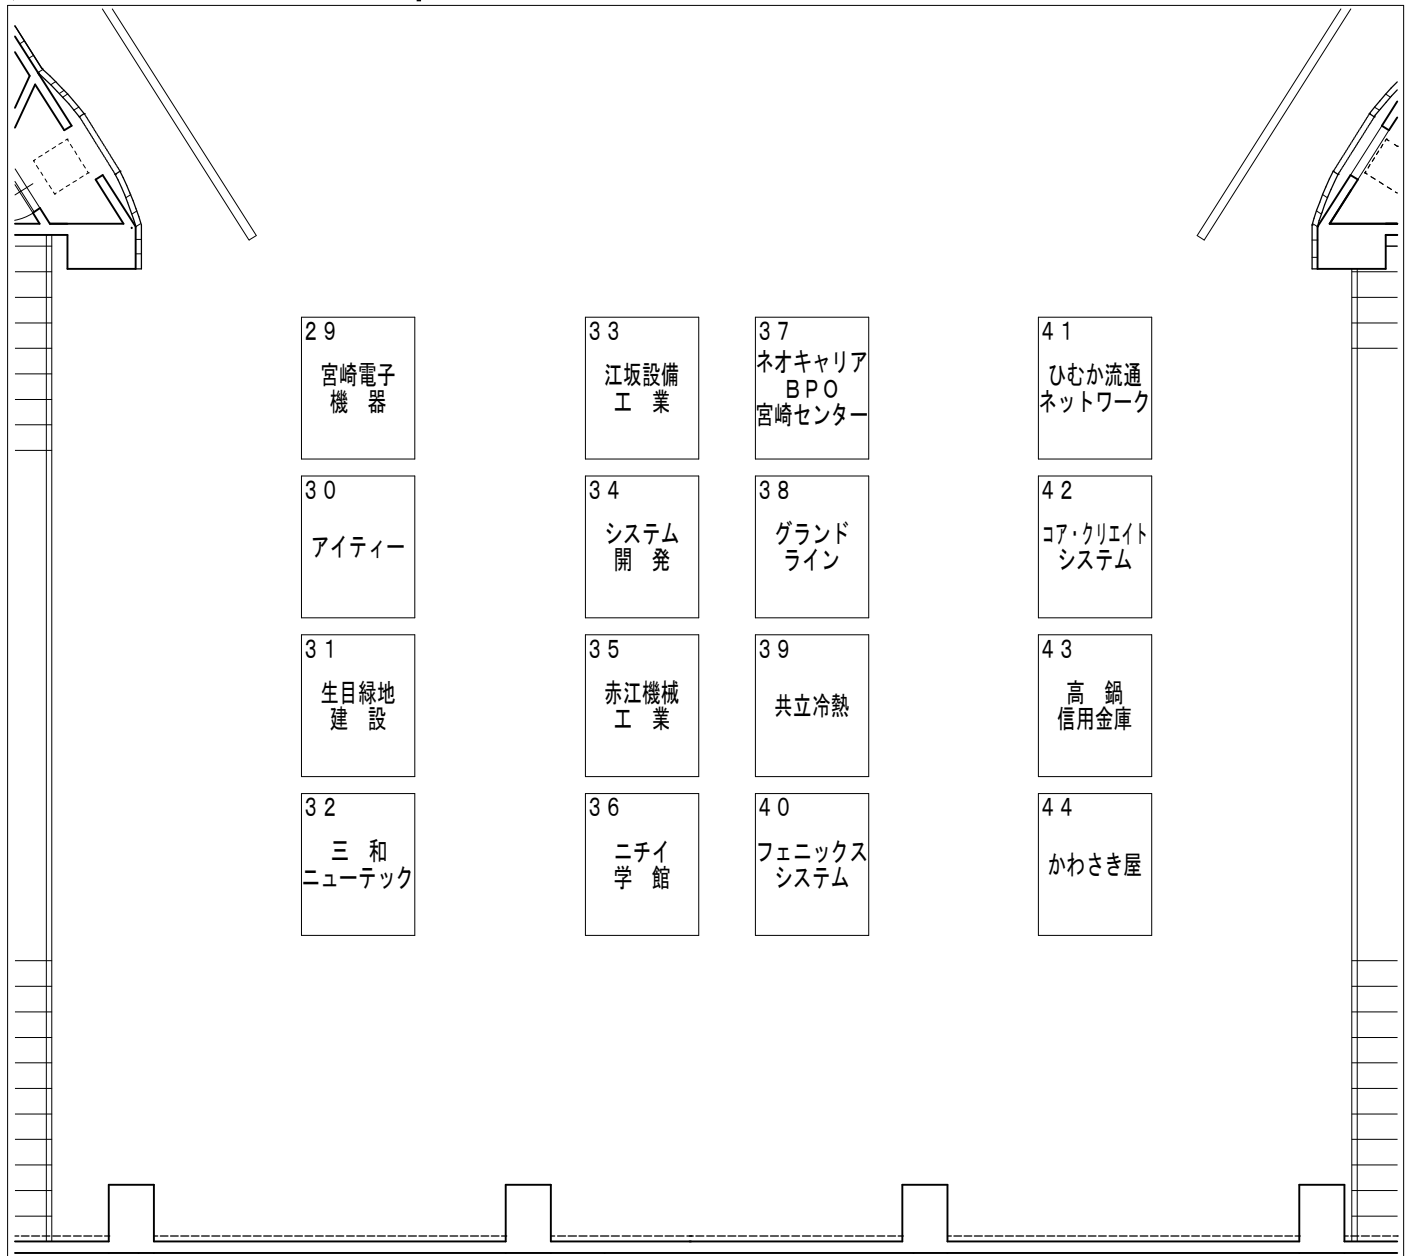 ２９
宮崎電子
機　器
３０
アイティー
３１
生目緑地
建　設
３２
三　和
ニューテック
３３
江坂設備
工　業
３４
システム
開　発
３５
赤江機械
工　業
３６
ニチイ
学　館
３７
ネオキャリア
ＢＰＯ
宮崎センター
３８
グランド
ライン
３９
共立冷熱
４０
フェニックス
システム
４１
ひむか流通
ネットワーク
４２
コア・クリエイト
システム
４３
高　鍋
信用金庫
４４
かわさき屋